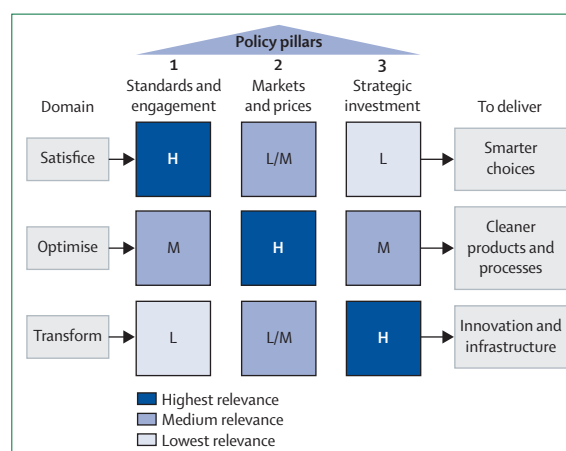 Policy pillars
1 2 3
Domain Standards and engagement Markets and prices Strategic investment To deliver
Satisfice H L/M L Smarter choices
Optimise M H M Cleaner products and processes
Transform L L/M H Innovation and infrastructure
Highest relevance
Medium relevance
Lowest relevance